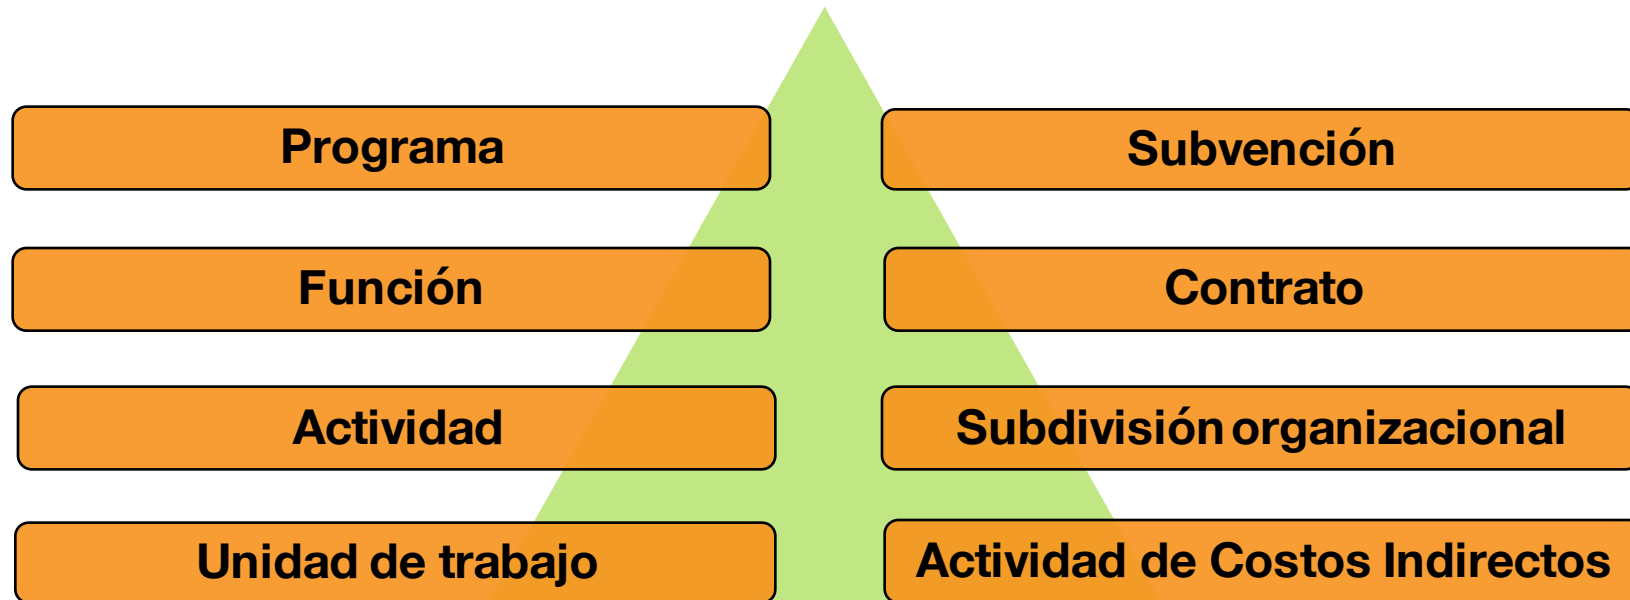 Programa
Subvención
Función
Contrato
Actividad
Subdivisión organizacional
Unidad de trabajo
Actividad de Costos Indirectos